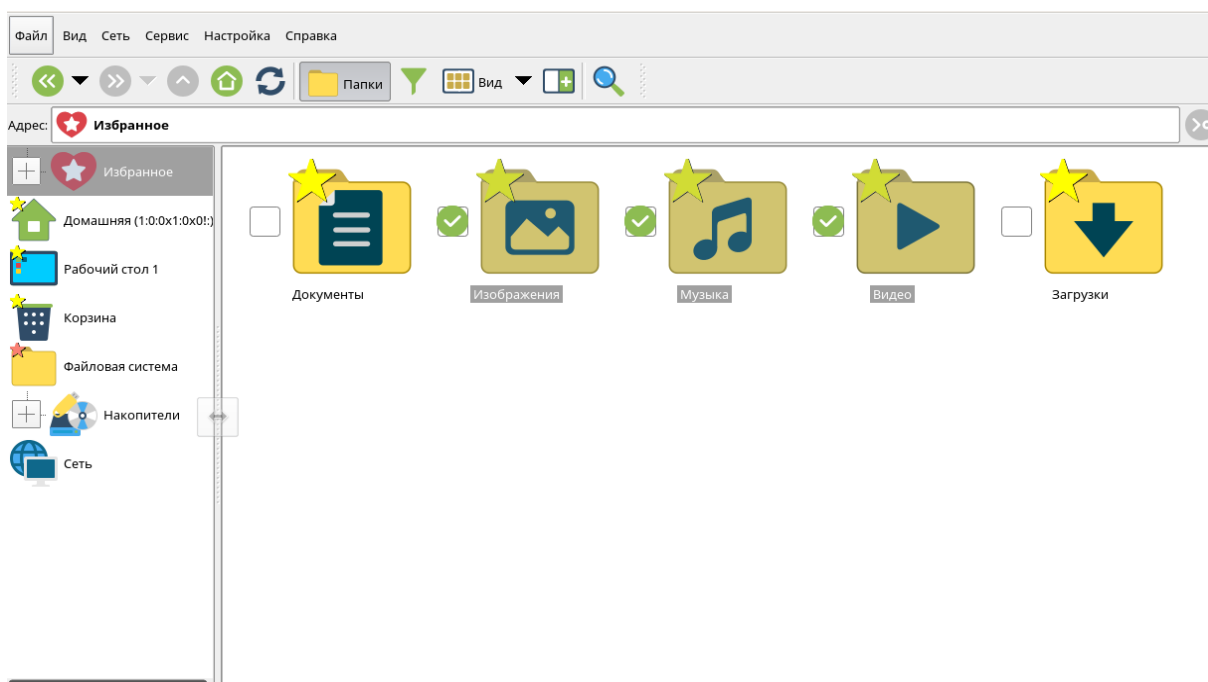 Файл Вид Сеть Сервис Настройка Справка
Папки Вид
Адрес: Избранное
Избранное
Домашняя (1:0:0x1:0x0!:)
Рабочий стол 1
Корзина
Файловая система
Накопители
Сеть
Документы Изображения Музыка Видео Загрузки